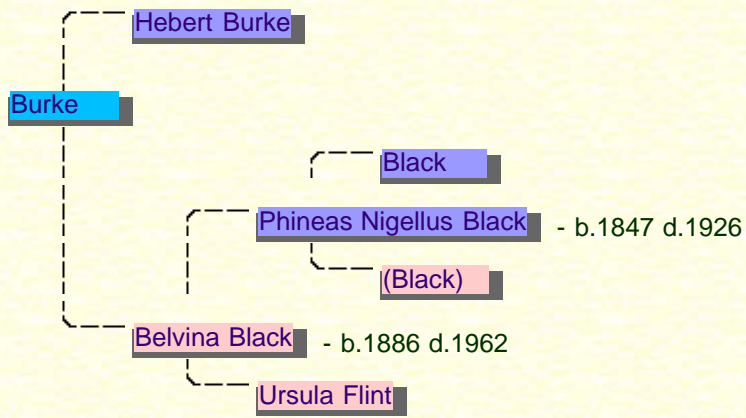 Hebert Burke
Burke
Black
Phineas Nigellus Black - b.1847 d.1926
(Black)
Belvina Black - b.1886 d.1962
Ursula Flint